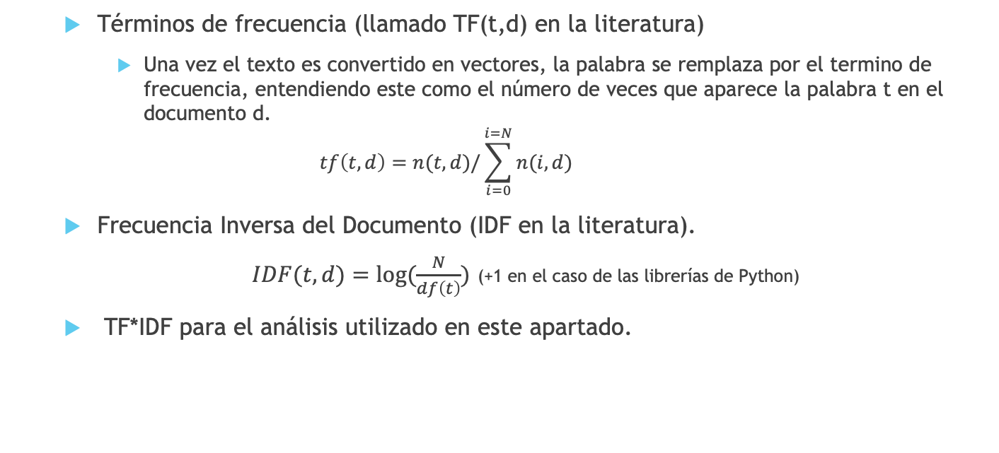 Términos de frecuencia (llamado TF(t,d) en la literatura)
Una vez el texto es convertido en vectores, la palabra se remplaza por el termino de
frecuencia, entendiendo este como el número de veces que aparece la palabra t en el
documento d.
tf(t,d) = n(t,d)/ ∑_{i=0}^{i=N} n(i,d)
Frecuencia Inversa del Documento (IDF en la literatura).
IDF(t,d) = log(N/df(t)) (+1 en el caso de las librerías de Python)
TF*IDF para el análisis utilizado en este apartado.